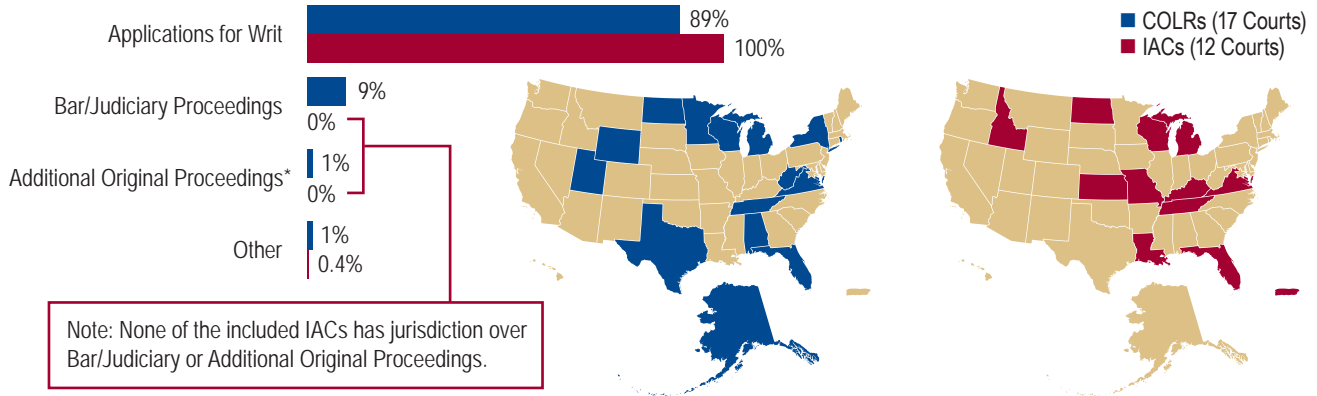 Applications for Writ
89%
100%
Bar/Judiciary Proceedings
9%
0%
Additional Original Proceedings*
1%
0%
Other
1%
0.4%
Note: None of the included IACs has jurisdiction over
Bar/Judiciary or Additional Original Proceedings.
COLRs (17 Courts)
IACs (12 Courts)